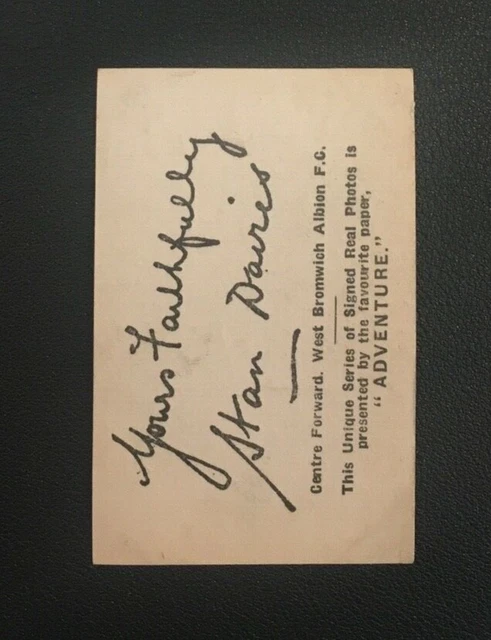 Yours Faithfully
Stan Davies
Centre Forward. West Bromwich Albion F.C.
This Unique Series of Signed Real Photos is
presented by the favourite paper,
"ADVENTURE."